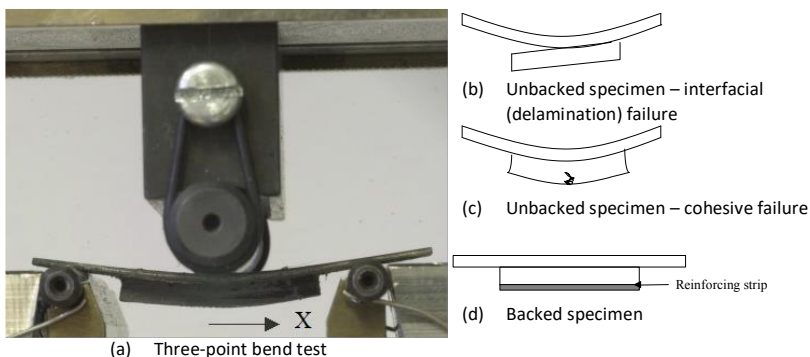 X
(a) Three-point bend test
(b) Unbacked specimen – interfacial
(delamination) failure
(c) Unbacked specimen – cohesive failure
Reinforcing strip
(d) Backed specimen